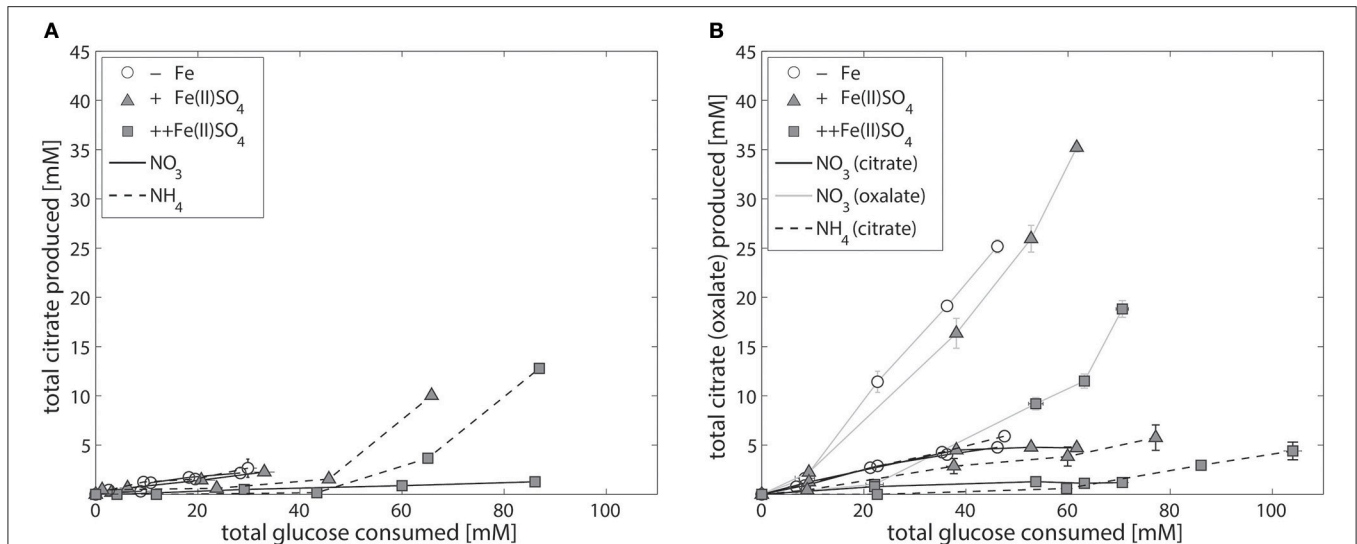 A
total citrate produced [mM]
45
40
35
30
25
20
15
10
5
0
− Fe
+ Fe(II)SO4
++Fe(II)SO4
NO3
NH4
0 20 40 60 80 100
total glucose consumed [mM]
B
total citrate (oxalate) produced [mM]
45
40
35
30
25
20
15
10
5
0
− Fe
+ Fe(II)SO4
++Fe(II)SO4
NO3 (citrate)
NO3 (oxalate)
NH4 (citrate)
0 20 40 60 80 100
total glucose consumed [mM]